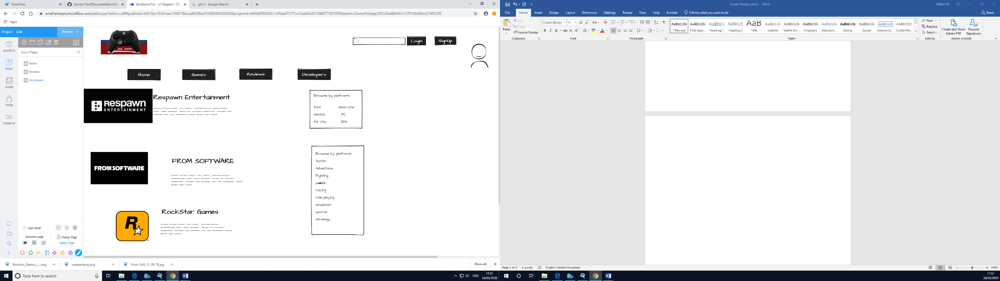 MockFlow
Sample-Text/Documentation/Scr
WireframePro - UI Diagram / De
gta 5 - Google Search
wireframepro.mockflow.com/editor.jsp?editor=off&publicid=M61fbe15241aac13f45784cca4fc09baf1585049303058&projectid=M964f58802611d54ed7277ccc3aeb5c421584977301399&perm=Owner#/page/D52d3a4bfc9b1c37016bf60cc01983295
Apps
Project Edit
Review
ELEMENTS
PAGES
IMAGES
STORE
POWER-UP
Search Pages
Home
Reviews
Developers
Lost data?
Selected page
Master Page
Select Page
Login
SignUp
Home
Games
Reviews
Developers
RESPAWN
ENTERTAINMENT
Respawn Entertainment
FROMSOFTWARE
FROM SOFTWARE
R
RockStar Games
Browse by platform
PS4 Xbox One
Switch PC
PS Vita 3DS
Browse by platform
Action
Adventure
Fighting
puzzle
racing
role-playing
simulation
sports
strategy
Rockstar_Games_L....png
respawnpng.png
From-Soft_12-28-18.jpg
Show all
Type here to search
ENG
11:51
24/03/2020
Screen Designs.docx - Word
Mahdi Ali
File Home Insert Design Layout References Mailings Review View Help Acrobat Tell me what you want to do
Share
Paste
Cut
Copy
Format Painter
Clipboard
Calibri (Body) 11
Font
Paragraph
AaBbCcDc ¶ Normal
AaBbCcDc ¶ No Spac...
AaBbCc Heading 1
AaBbCcE Heading 2
AaB Title
AaBbCcD Subtitle
AaBbCcDc Subtle Em...
AaBbCcDc Emphasis
AaBbCcDc Intense E...
AaBbCcDc Strong
AaBbCcDc Quote
AaBbCcDc Intense Q...
AaBbCcDc Subtle Ref...
Styles
Find
Replace
Select
Editing
Create and Share
Adobe PDF
Request
Signatures
Adobe Acrobat
Page 3 of 3 4 words English (United Kingdom)
100%
11:51
24/03/2020